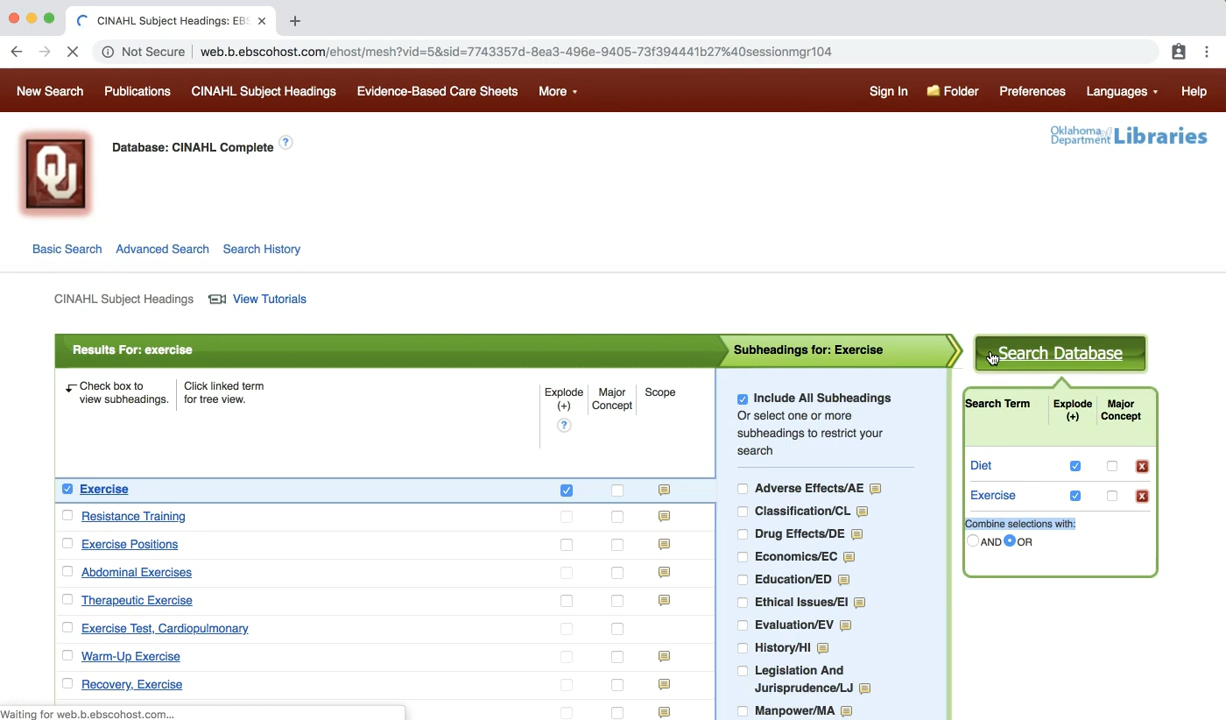 CINAHL Subject Headings: EBS
Not Secure
web.b.ebscohost.com/ehost/mesh?vid=5&sid=7743357d-8ea3-496e-9405-73f394441b27%40sessionmgr104
New Search
Publications
CINAHL Subject Headings
Evidence-Based Care Sheets
More
Sign In
Folder
Preferences
Languages
Help
OU
Database: CINAHL Complete
?
Oklahoma
Department of
Libraries
Basic Search
Advanced Search
Search History
CINAHL Subject Headings
View Tutorials
Results For: exercise
Subheadings for: Exercise
Search Database
Check box to
view subheadings.
Click linked term
for tree view.
Explode
(+)
?
Major
Concept
Scope
Exercise
Resistance Training
Exercise Positions
Abdominal Exercises
Therapeutic Exercise
Exercise Test, Cardiopulmonary
Warm-Up Exercise
Recovery, Exercise
Include All Subheadings
Or select one or more
subheadings to restrict your
search
Adverse Effects/AE
Classification/CL
Drug Effects/DE
Economics/EC
Education/ED
Ethical Issues/EI
Evaluation/EV
History/HI
Legislation And
Jurisprudence/LJ
Manpower/MA
Search Term
Explode
(+)
Major
Concept
Diet
Exercise
Combine selections with:
AND OR
Waiting for web.b.ebscohost.com...